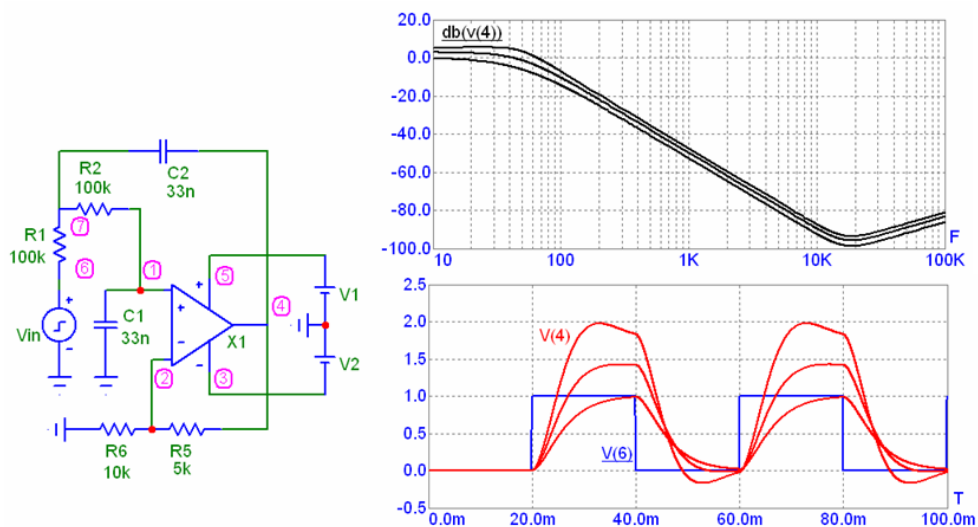 C2
33n
R2
100k
7
R1
100k
6
1
5
4
V1
Vin
+
-
C1
33n
+
-
-
X1
2
3
V2
R6
10k
R5
5k
20.0
db(v(4))
0.0
-20.0
-40.0
-60.0
-80.0
-100.0
10 100 1K 10K 100K
F
2.5
2.0
1.5
1.0
0.5
0.0
-0.5
V(4)
V(6)
0.0m 20.0m 40.0m 60.0m 80.0m 100.0m
T